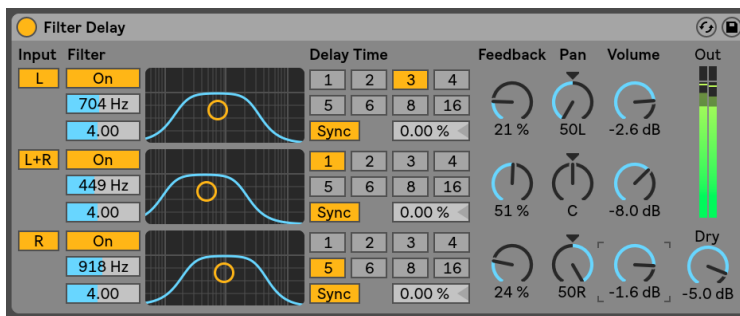 Filter Delay
Input Filter Delay Time Feedback Pan Volume Out
L On 1 2 3 4
704 Hz 5 6 8 16
4.00 Sync 0.00 % 21 % 50L -2.6 dB
L+R On 1 2 3 4
449 Hz 5 6 8 16
4.00 Sync 0.00 % 51 % C -8.0 dB
R On 1 2 3 4 Dry
918 Hz 5 6 8 16
4.00 Sync 0.00 % 24 % 50R -1.6 dB -5.0 dB